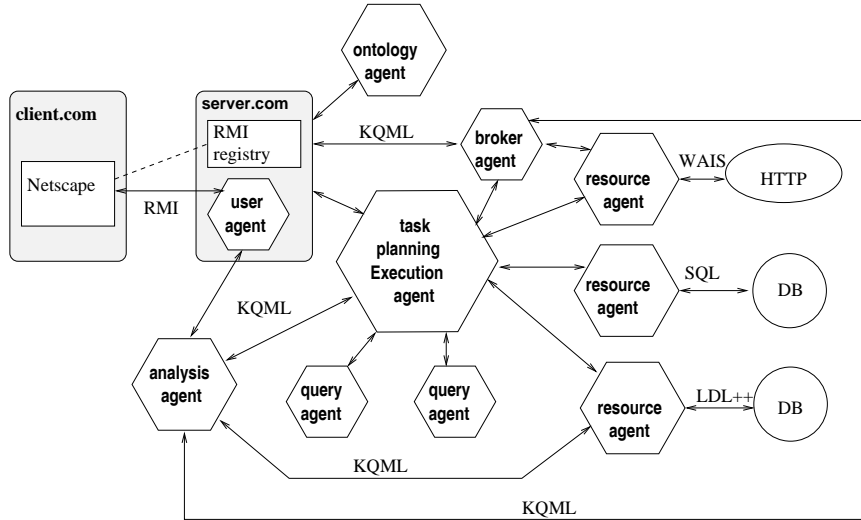 ontology
agent
server.com
client.com
RMI
registry
KQML
broker
agent
WAIS
HTTP
resource
agent
Netscape
RMI
user
agent
task
planning
Execution
agent
SQL
resource
agent
DB
KQML
analysis
agent
query
agent
query
agent
LDL++
resource
agent
DB
KQML
KQML